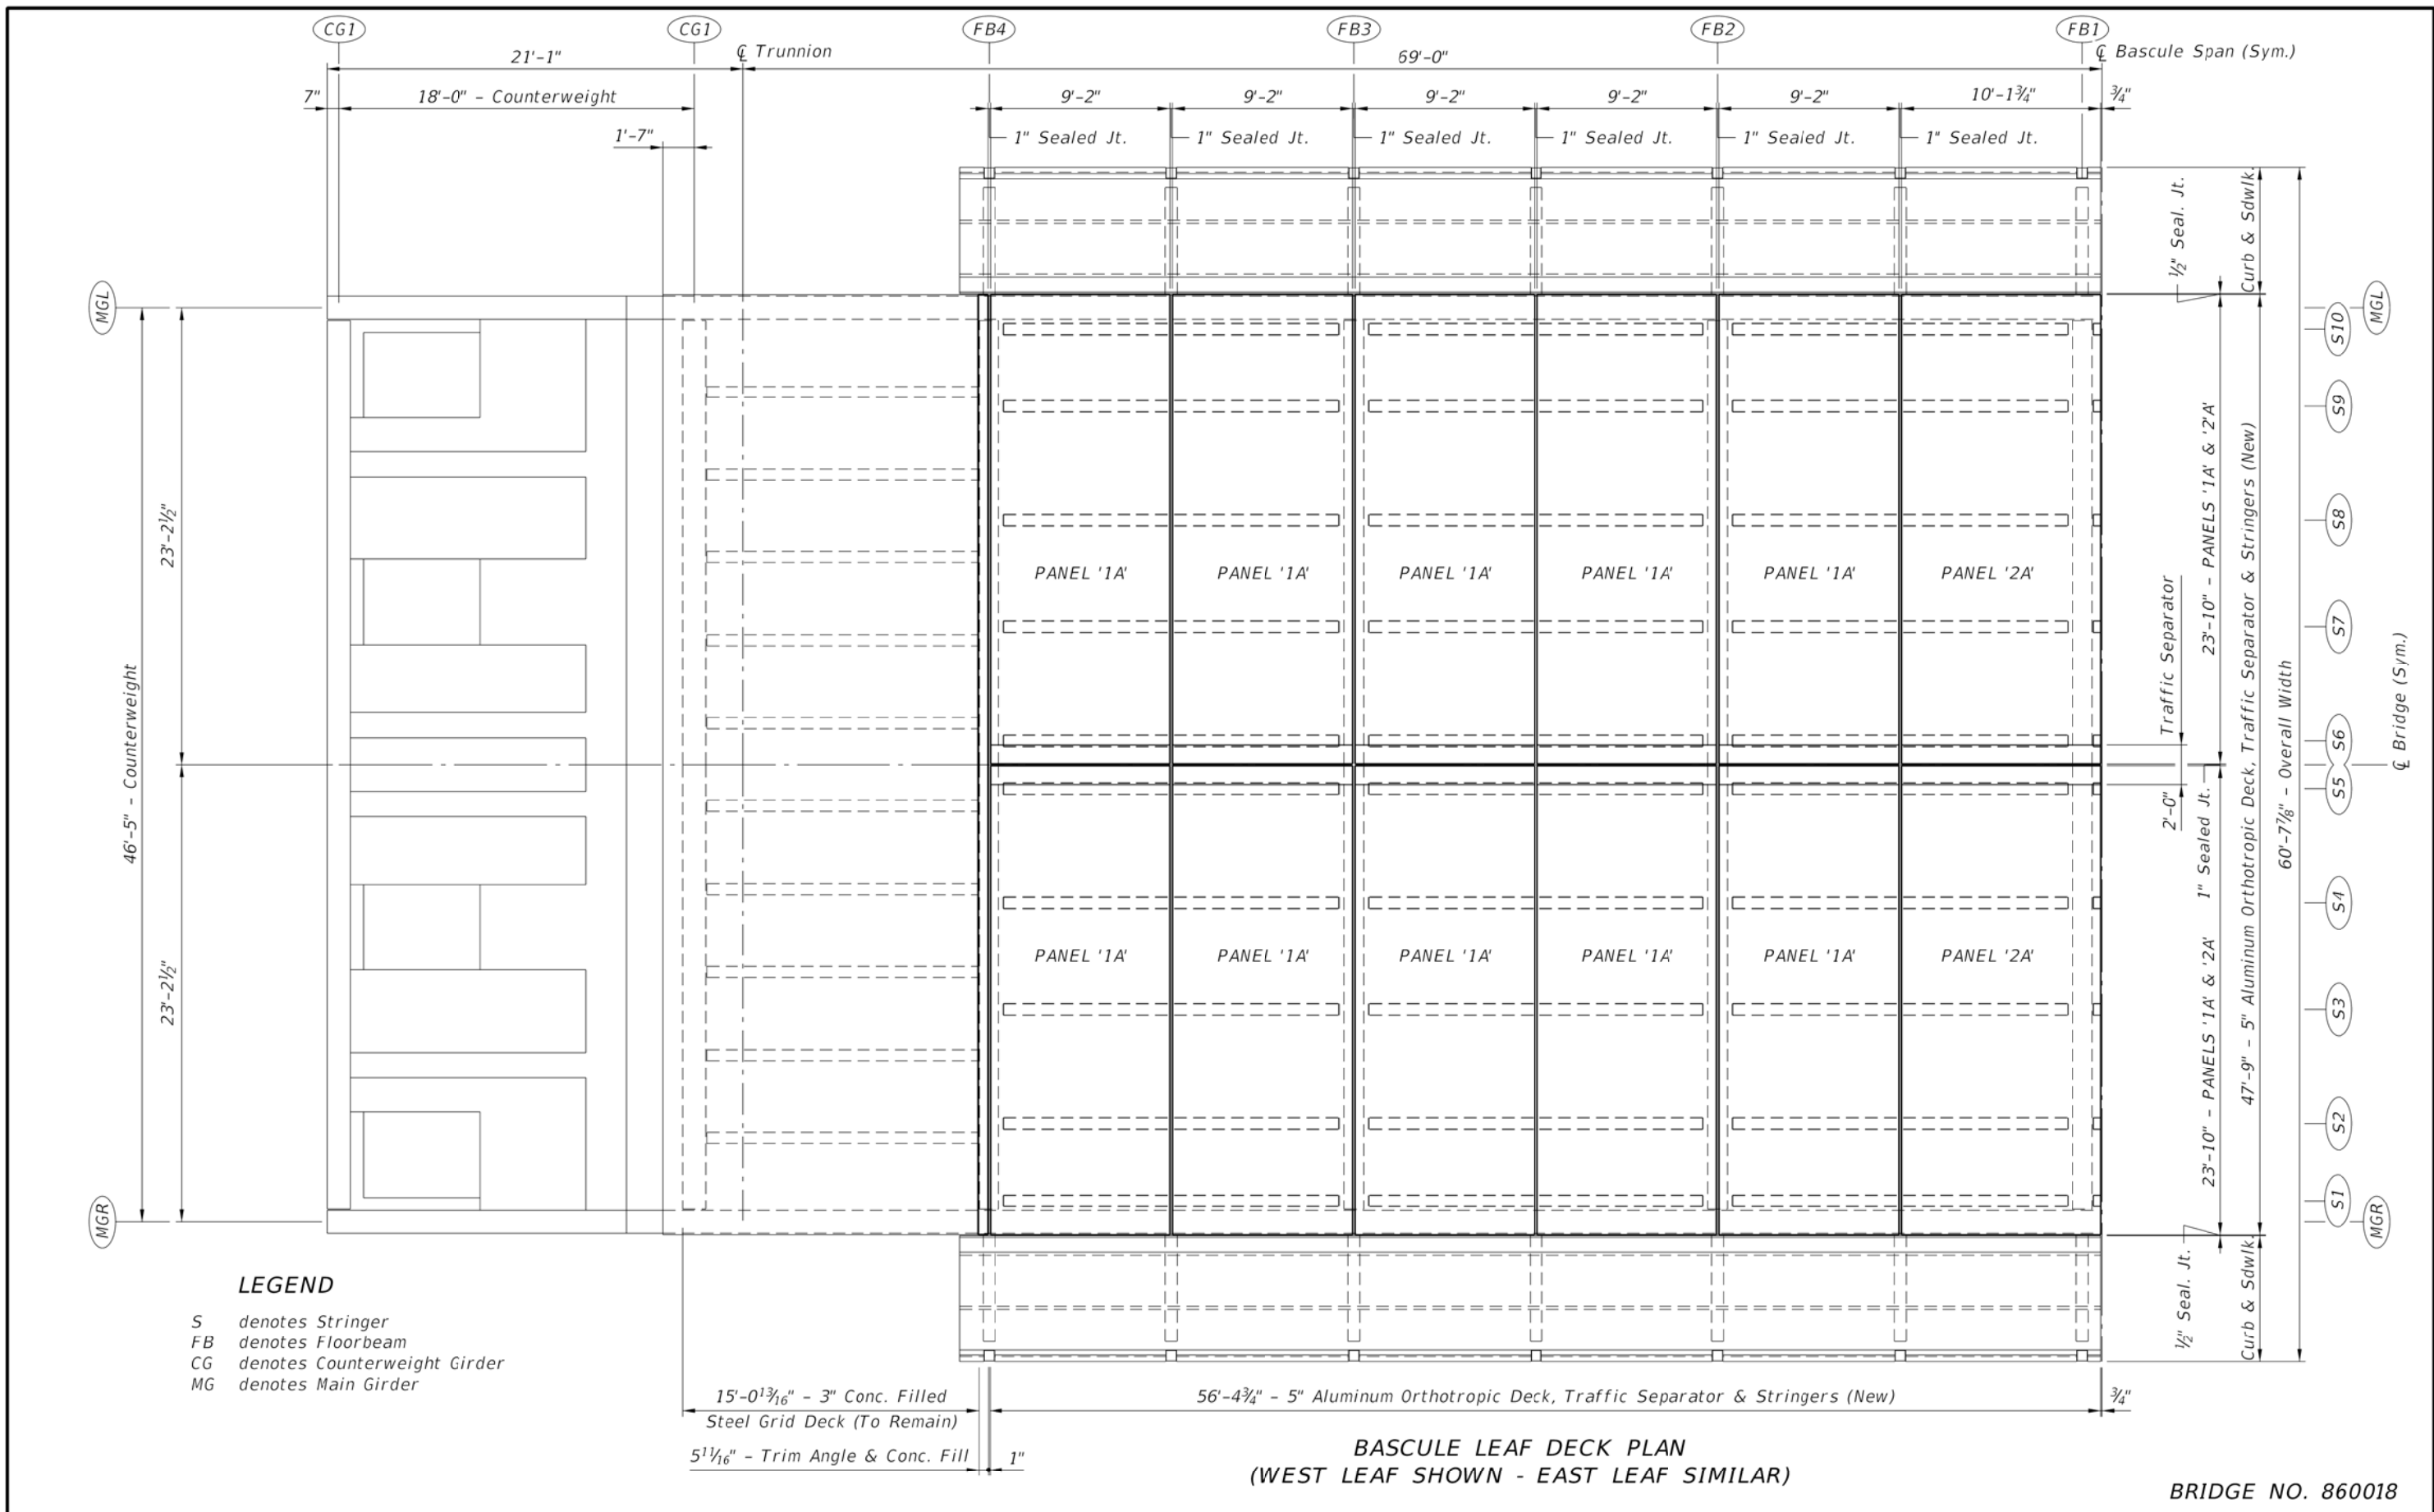 CG1 CG1 FB4 FB3 FB2 FB1
21'-1" ℄ Trunnion 69'-0" ℄ Bascule Span (Sym.)
7" 18'-0" - Counterweight 9'-2" 9'-2" 9'-2" 9'-2" 9'-2" 10'-1¾" ¾"
1'-7" 1" Sealed Jt. 1" Sealed Jt. 1" Sealed Jt. 1" Sealed Jt. 1" Sealed Jt. 1" Sealed Jt.
½" Seal. Jt.
Curb & Sdwlk.
MGL
MGL
S10
S9
S8
S7
S6
S5
S4
S3
S2
S1
MGR
MGR
46'-5" - Counterweight
23'-2½"
23'-2½"
PANEL '1A' PANEL '1A' PANEL '1A' PANEL '1A' PANEL '1A' PANEL '2A'
PANEL '1A' PANEL '1A' PANEL '1A' PANEL '1A' PANEL '1A' PANEL '2A'
Traffic Separator
2'-0"
23'-10" - PANELS '1A' & '2A'
1" Sealed Jt.
23'-10" - PANELS '1A' & '2A'
47'-9" - 5" Aluminum Orthotropic Deck, Traffic Separator & Stringers (New)
60'-7⅞" - Overall Width
℄ Bridge (Sym.)
½" Seal. Jt.
Curb & Sdwlk.
LEGEND
S denotes Stringer
FB denotes Floorbeam
CG denotes Counterweight Girder
MG denotes Main Girder
15'-0¹³⁄₁₆" - 3" Conc. Filled
Steel Grid Deck (To Remain)
56'-4¾" - 5" Aluminum Orthotropic Deck, Traffic Separator & Stringers (New) ¾"
5¹¹⁄₁₆" - Trim Angle & Conc. Fill 1"
BASCULE LEAF DECK PLAN
(WEST LEAF SHOWN - EAST LEAF SIMILAR)
BRIDGE NO. 860018